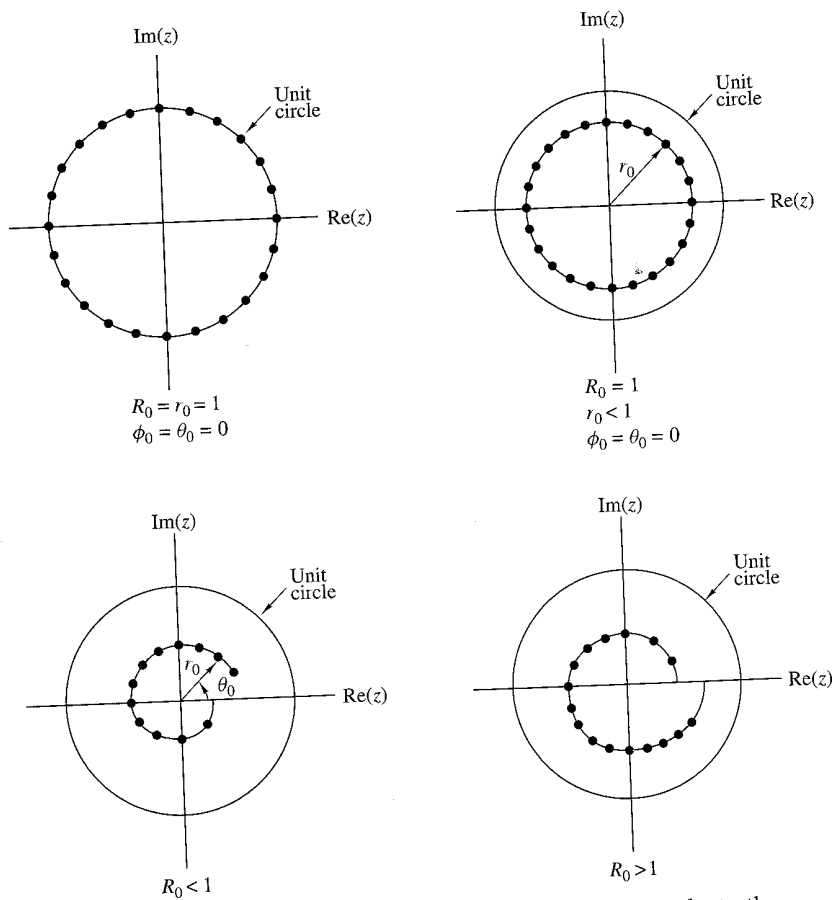 Im(z)
Unit
circle
Re(z)
R₀ = r₀ = 1
ϕ₀ = θ₀ = 0
Im(z)
Unit
circle
r₀
Re(z)
R₀ = 1
r₀ < 1
ϕ₀ = θ₀ = 0
Im(z)
Unit
circle
r₀
θ₀
Re(z)
R₀ < 1
Im(z)
Unit
circle
Re(z)
R₀ > 1